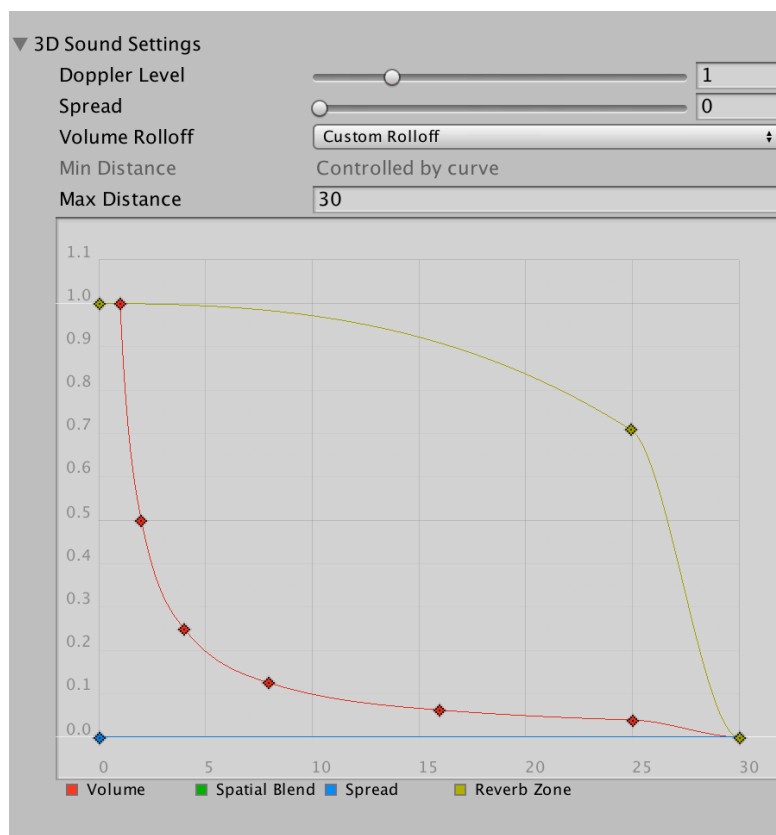 3D Sound Settings
Doppler Level 1
Spread 0
Volume Rolloff Custom Rolloff
Min Distance Controlled by curve
Max Distance 30
1.1
1.0
0.9
0.8
0.7
0.6
0.5
0.4
0.3
0.2
0.1
0.0
0 5 10 15 20 25 30
Volume Spatial Blend Spread Reverb Zone